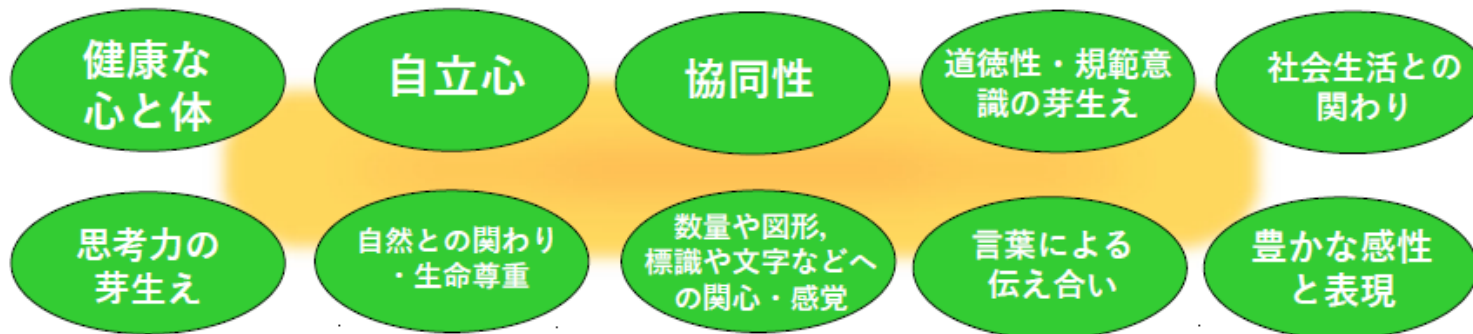 健康な
心と体
自立心
協同性
道徳性・規範意
識の芽生え
社会生活との
関わり
思考力の
芽生え
自然との関わり
・生命尊重
数量や図形,
標識や文字などへ
の関心・感覚
言葉による
伝え合い
豊かな感性
と表現